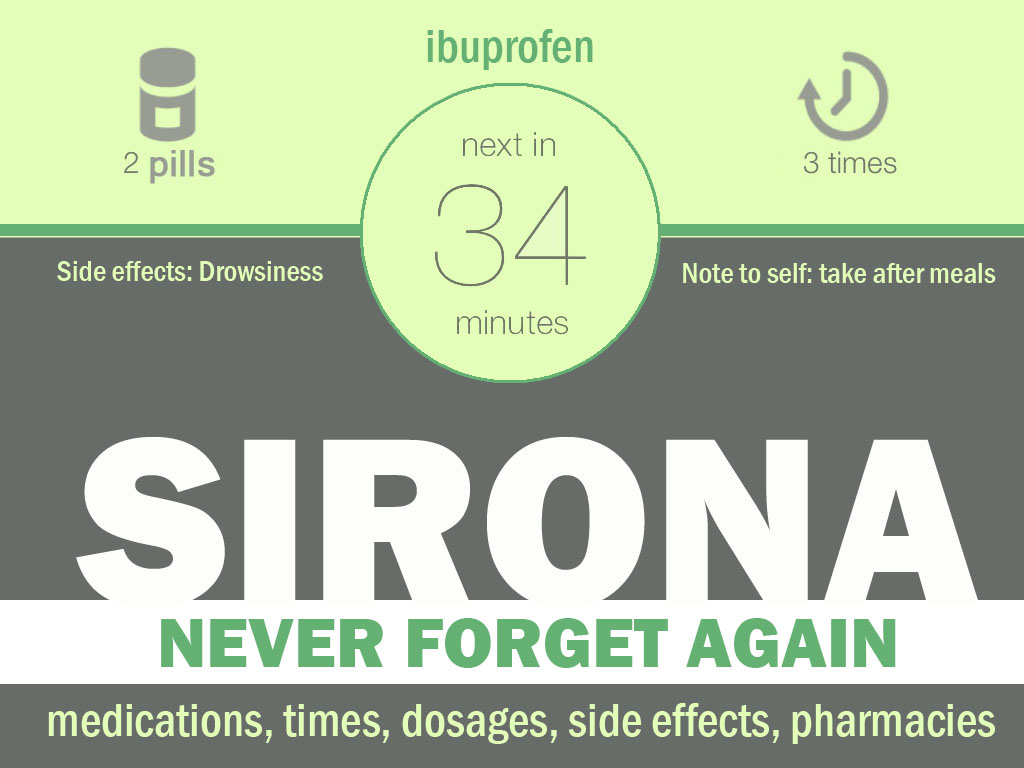 ibuprofen
2 pills
next in
34
minutes
3 times
Side effects: Drowsiness
Note to self: take after meals
SIRONA
NEVER FORGET AGAIN
medications, times, dosages, side effects, pharmacies